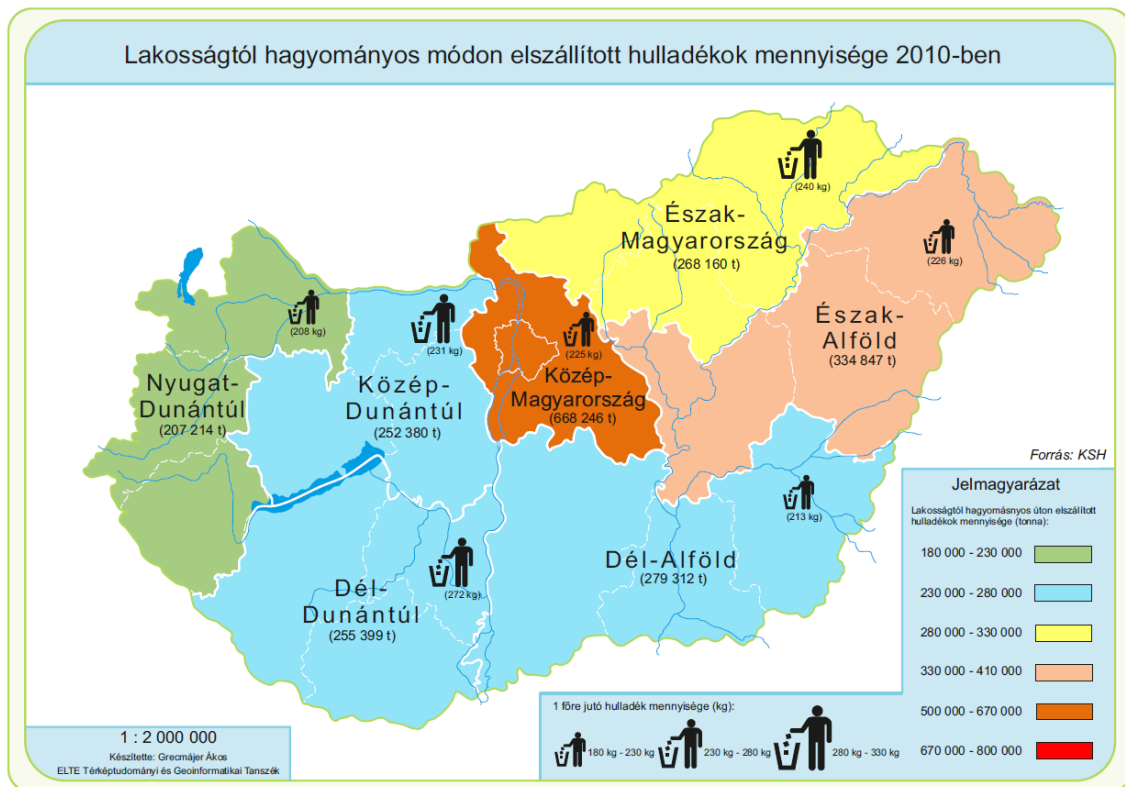 Lakosságtól hagyományos módon elszállított hulladékok mennyisége 2010-ben
(240 kg)
Észak-
Magyarország
(268 160 t)
(226 kg)
Észak-
Alföld
(334 847 t)
(208 kg)
(231 kg)
(225 kg)
Nyugat-
Dunántúl
(207 214 t)
Közép-
Dunántúl
(252 380 t)
Közép-
Magyarország
(668 246 t)
(213 kg)
Dél-Alföld
(279 312 t)
(272 kg)
Dél-
Dunántúl
(255 399 t)
Forrás: KSH
Jelmagyarázat
Lakosságtól hagyomásnyos úton elszállított
hulladékok mennyisége (tonna):
180 000 - 230 000
230 000 - 280 000
280 000 - 330 000
330 000 - 410 000
500 000 - 670 000
670 000 - 800 000
1 főre jutó hulladék mennyisége (kg):
180 kg - 230 kg
230 kg - 280 kg
280 kg - 330 kg
1 : 2 000 000
Készítette: Grecmájer Ákos
ELTE Térképtudományi és Geoinformatikai Tanszék